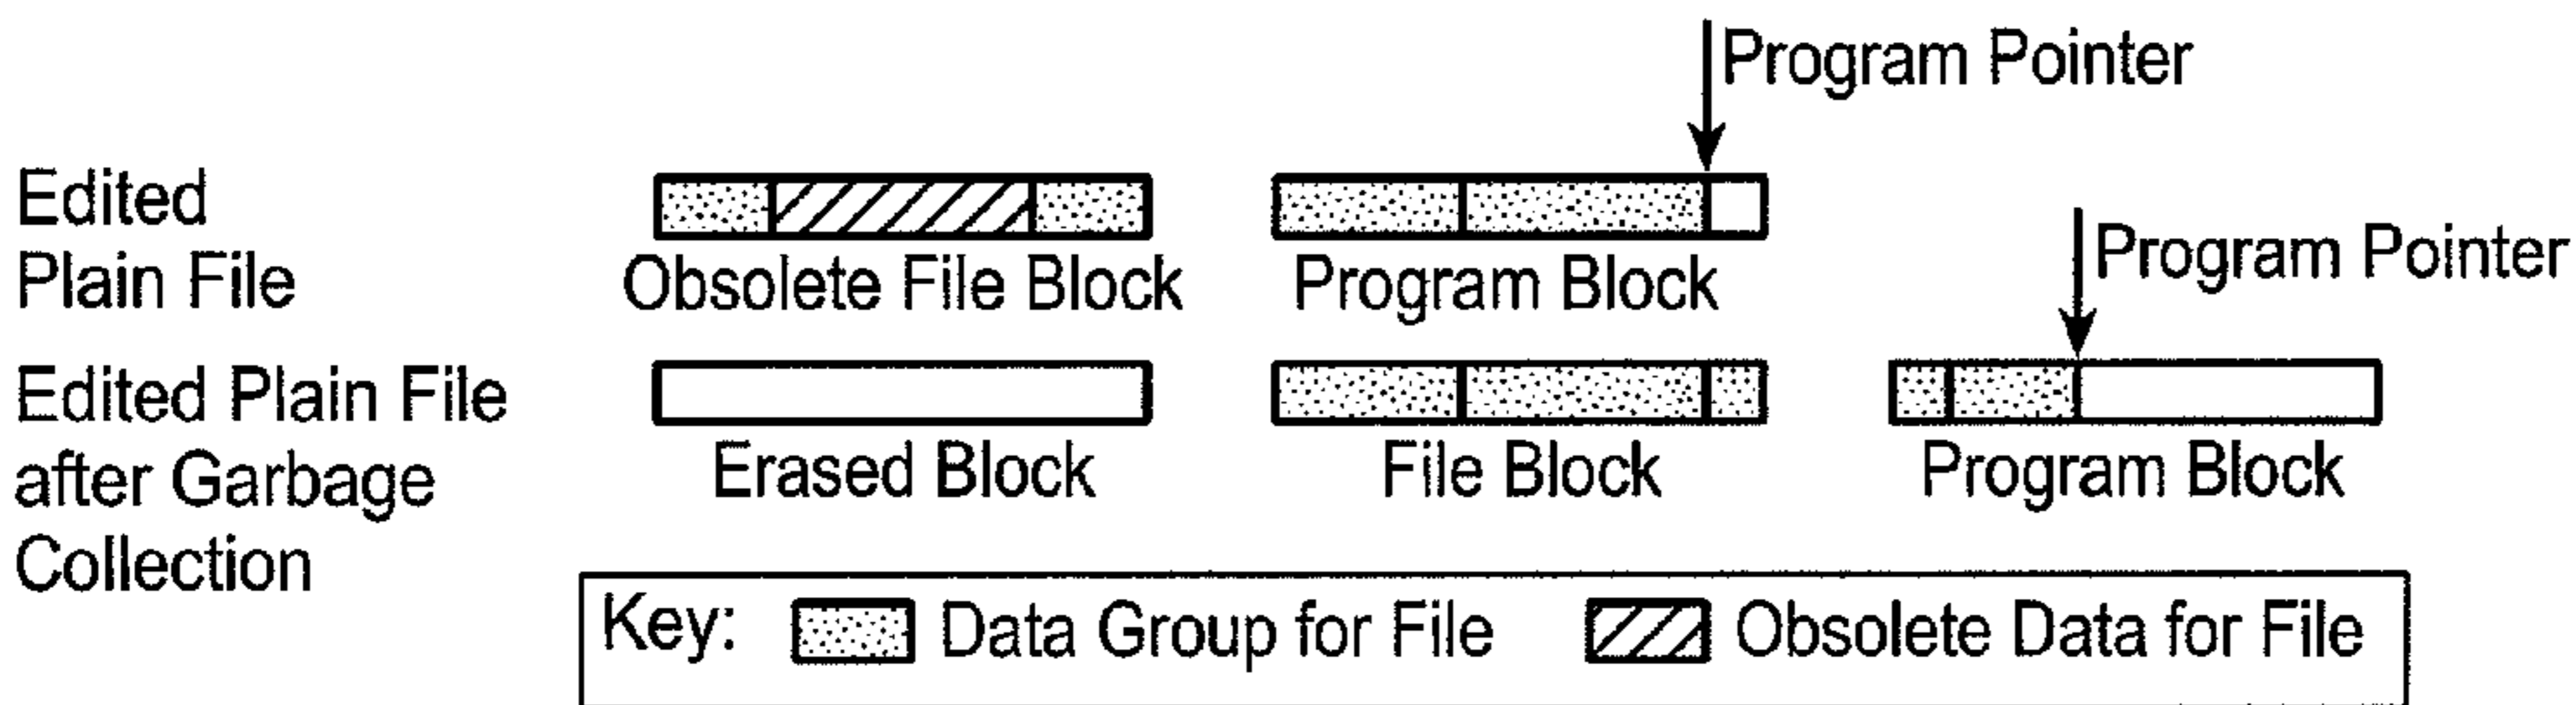 Program Pointer
Edited
Plain File
Obsolete File Block
Program Block
Program Pointer
Edited Plain File
after Garbage
Collection
Erased Block
File Block
Program Block
Key:
Data Group for File
Obsolete Data for File